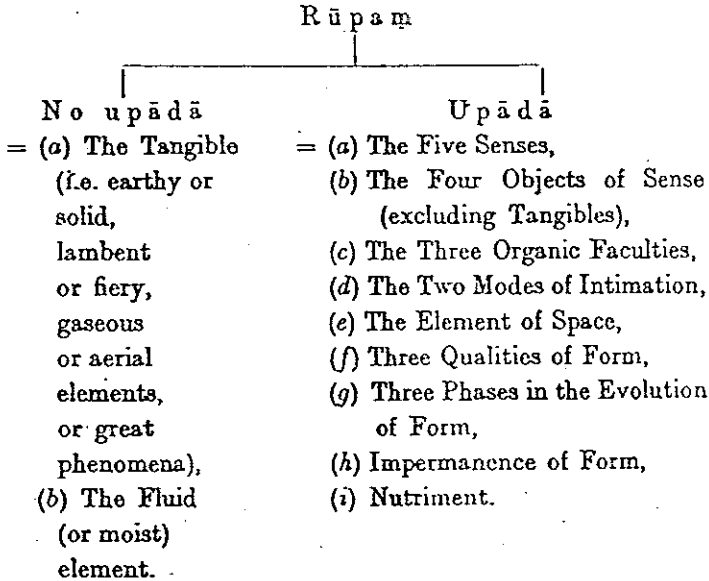 Rūpaṃ
No upādā
= (a) The Tangible
(i.e. earthy or
solid,
lambent
or fiery,
gaseous
or aerial
elements,
or great
phenomena),
(b) The Fluid
(or moist)
element.
Upādā
= (a) The Five Senses,
(b) The Four Objects of Sense
(excluding Tangibles),
(c) The Three Organic Faculties,
(d) The Two Modes of Intimation,
(e) The Element of Space,
(f) Three Qualities of Form,
(g) Three Phases in the Evolution
of Form,
(h) Impermanence of Form,
(i) Nutriment.